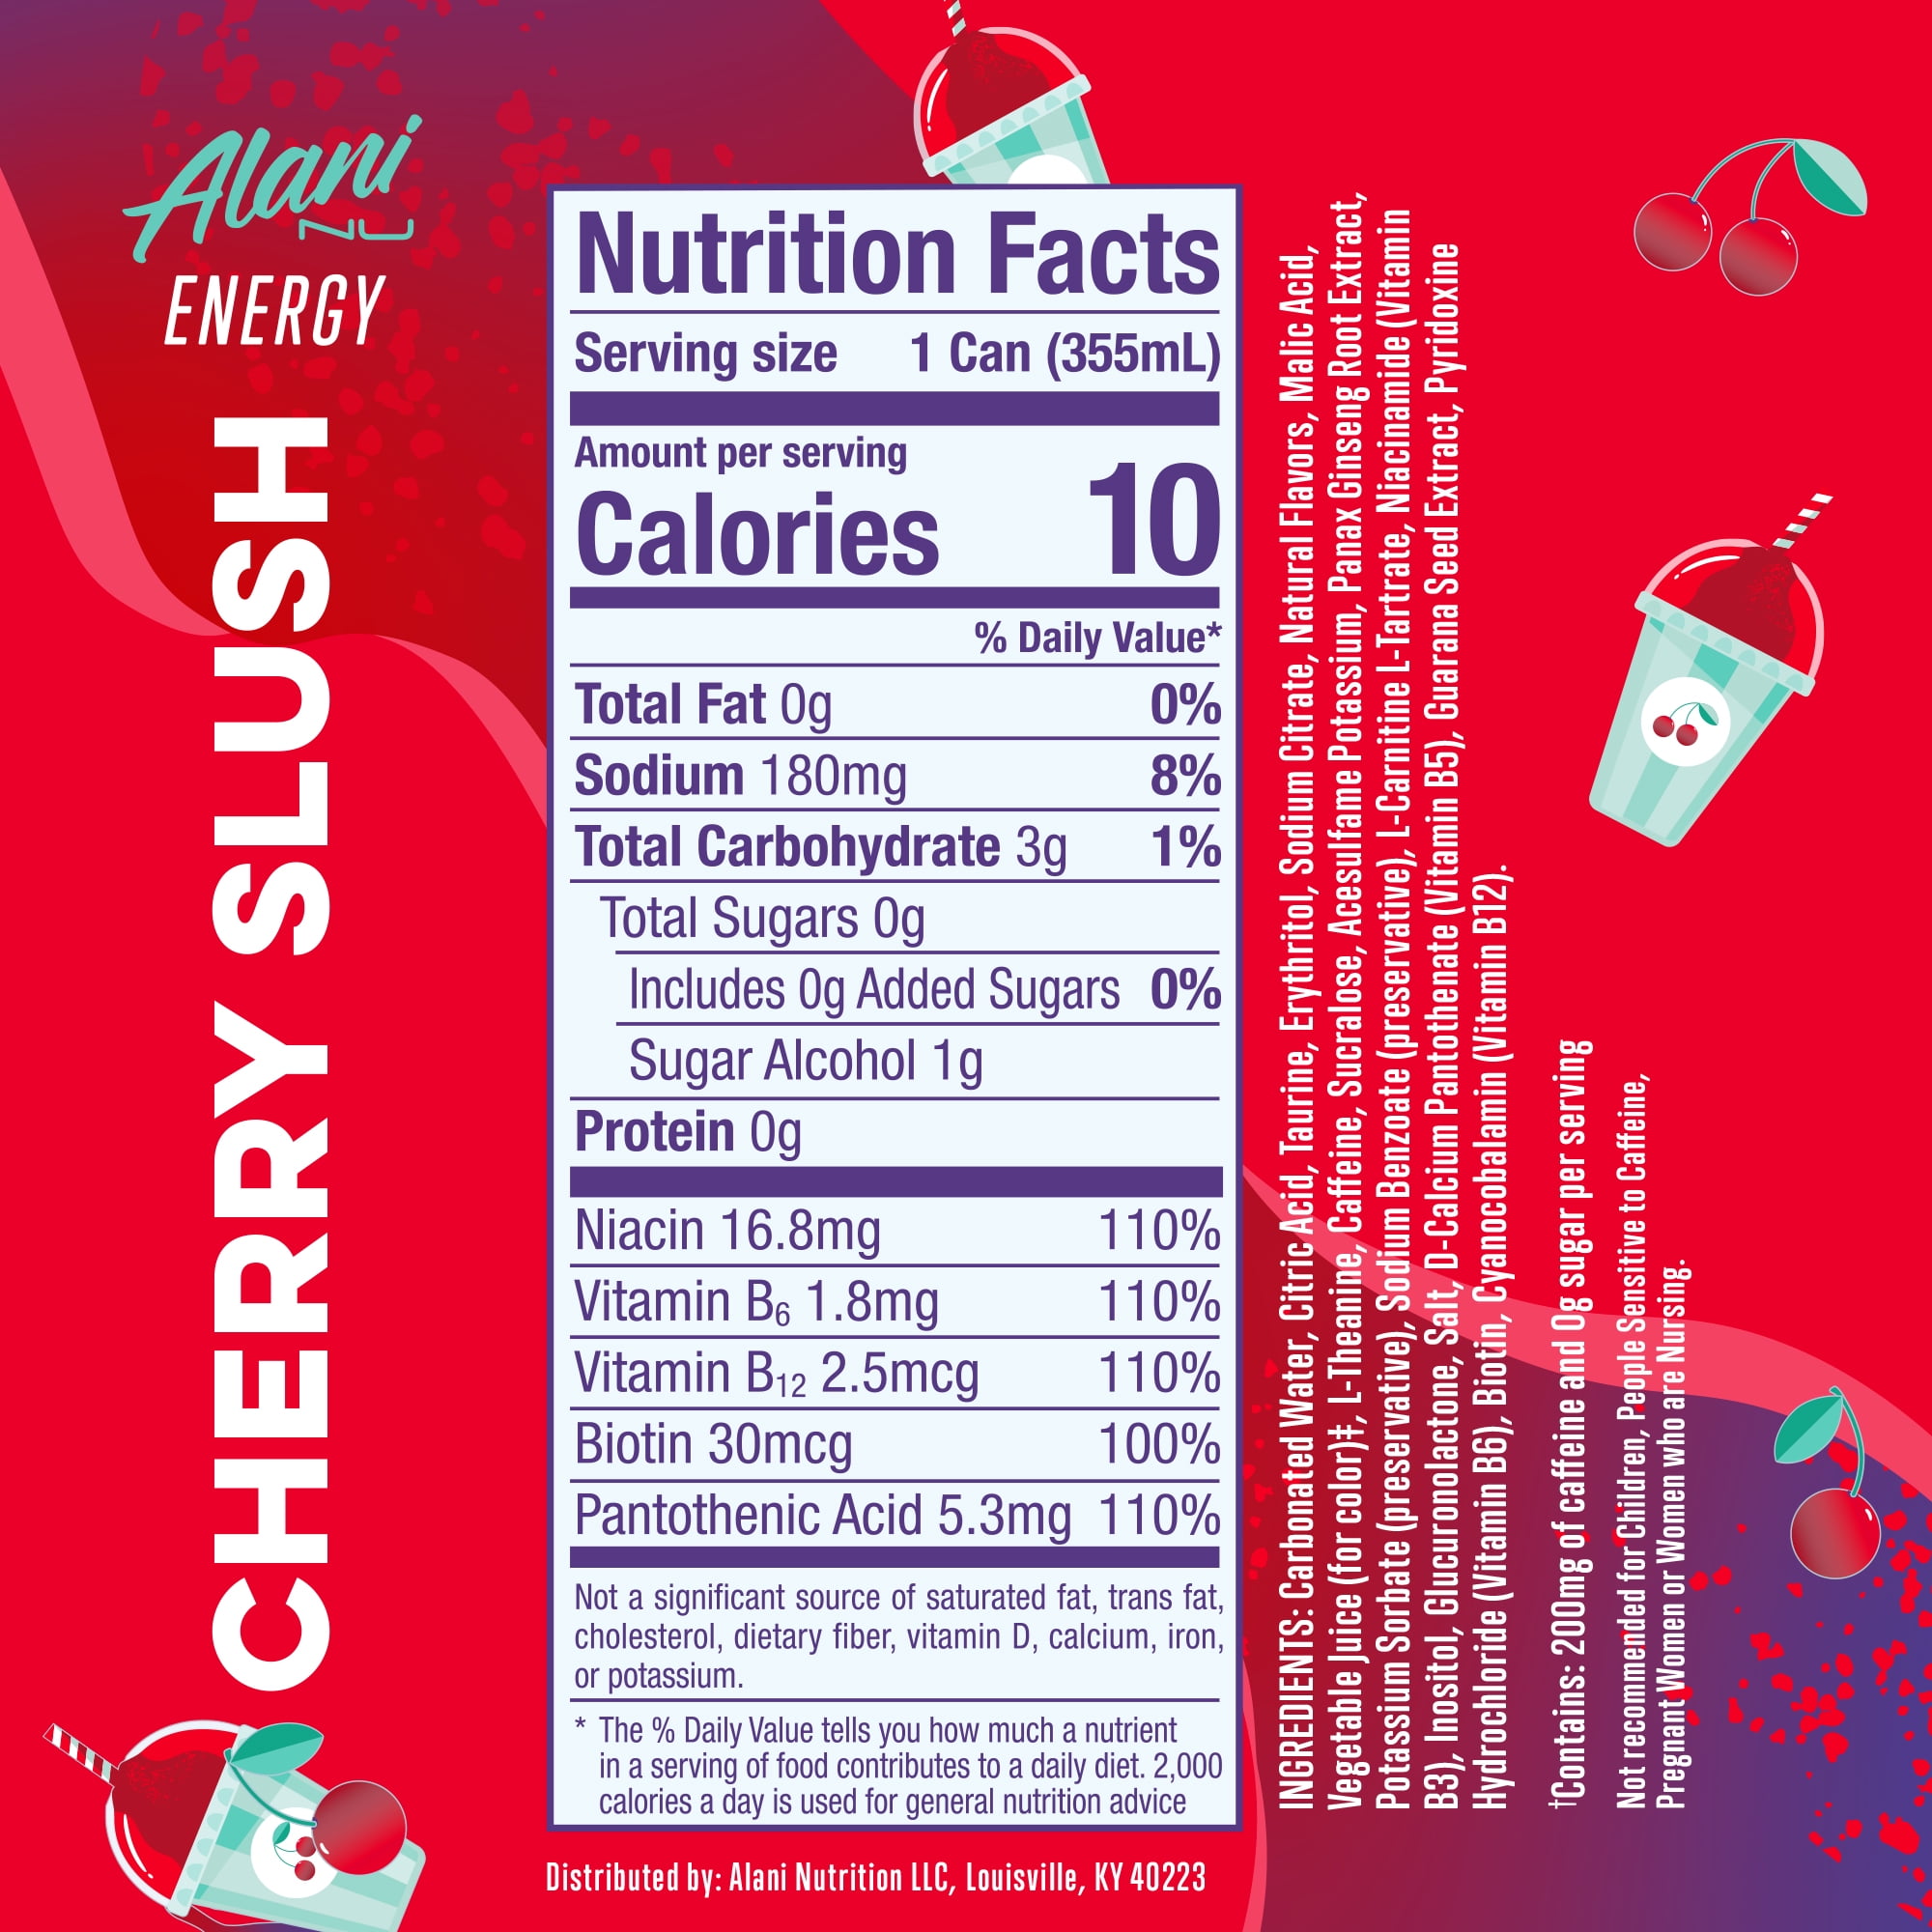 Alani
NU
ENERGY
CHERRY SLUSH
Nutrition Facts
Serving size 1 Can (355mL)
Amount per serving
Calories 10
% Daily Value*
Total Fat 0g 0%
Sodium 180mg 8%
Total Carbohydrate 3g 1%
Total Sugars 0g
Includes 0g Added Sugars 0%
Sugar Alcohol 1g
Protein 0g
Niacin 16.8mg 110%
Vitamin B6 1.8mg 110%
Vitamin B12 2.5mcg 110%
Biotin 30mcg 100%
Pantothenic Acid 5.3mg 110%
Not a significant source of saturated fat, trans fat,
cholesterol, dietary fiber, vitamin D, calcium, iron,
or potassium.
* The % Daily Value tells you how much a nutrient
in a serving of food contributes to a daily diet. 2,000
calories a day is used for general nutrition advice
Distributed by: Alani Nutrition LLC, Louisville, KY 40223
INGREDIENTS: Carbonated Water, Citric Acid, Taurine, Erythritol, Sodium Citrate, Natural Flavors, Malic Acid,
Vegetable Juice (for color)‡, L-Theanine, Caffeine, Sucralose, Acesulfame Potassium, Panax Ginseng Root Extract,
Potassium Sorbate (preservative), Sodium Benzoate (preservative), L-Carnitine L-Tartrate, Niacinamide (Vitamin
B3), Inositol, Glucuronolactone, Salt, D-Calcium Pantothenate (Vitamin B5), Guarana Seed Extract, Pyridoxine
Hydrochloride (Vitamin B6), Biotin, Cyanocobalamin (Vitamin B12).
†Contains: 200mg of caffeine and 0g sugar per serving
Not recommended for Children, People Sensitive to Caffeine,
Pregnant Women or Women who are Nursing.